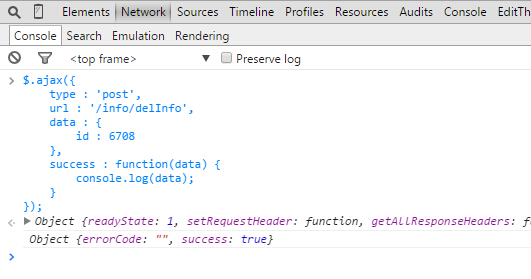 Elements Network Sources Timeline Profiles Resources Audits Console EditTh
Console Search Emulation Rendering
<top frame> Preserve log
$.ajax({
type : 'post',
url : '/info/delInfo',
data : {
id : 6708
},
success : function(data) {
console.log(data);
}
});
Object {readyState: 1, setRequestHeader: function, getAllResponseHeaders: f
Object {errorCode: "", success: true}